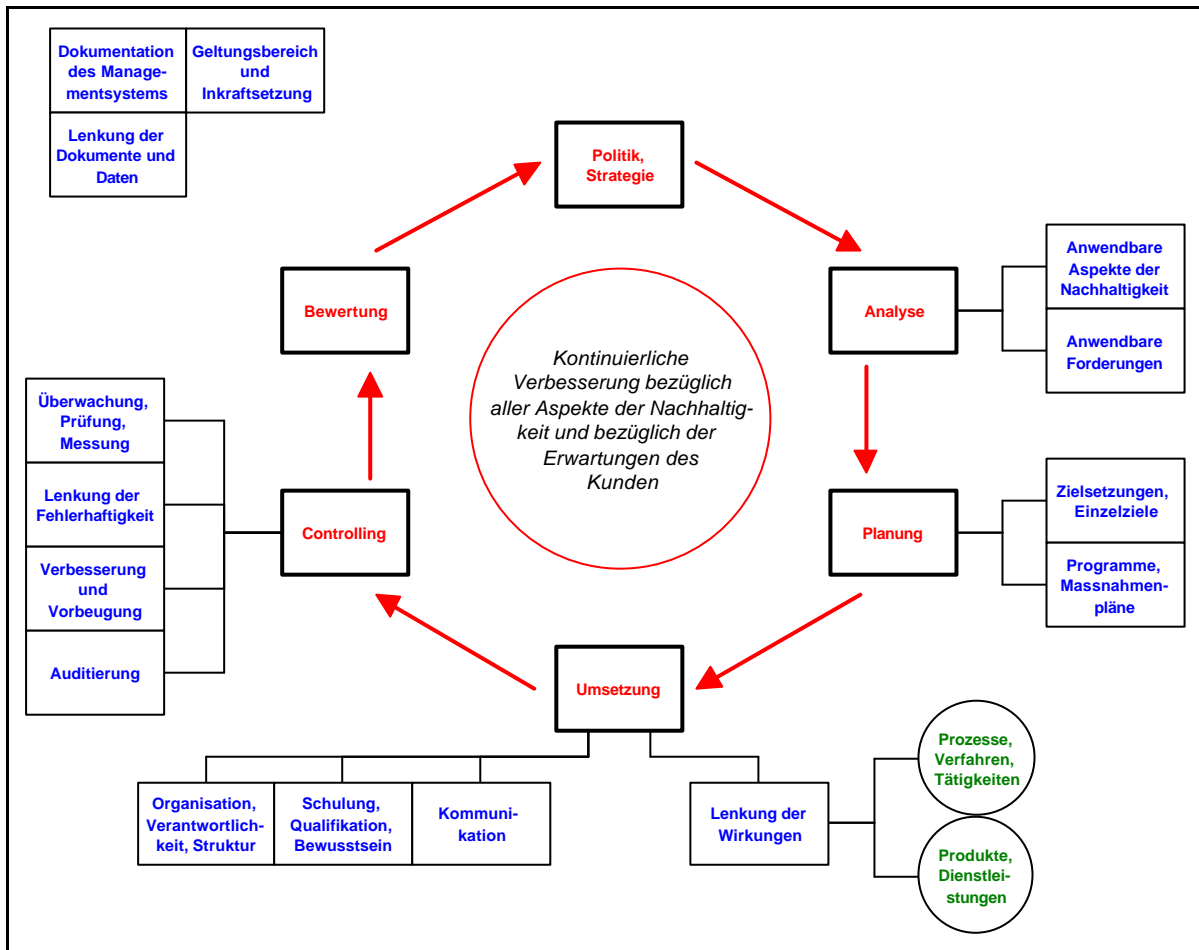 Dokumentation
des Manage-
mentsystems
Geltungsbereich
und
Inkraftsetzung
Lenkung der
Dokumente und
Daten
Politik,
Strategie
Bewertung
Analyse
Anwendbare
Aspekte der
Nachhaltigkeit
Anwendbare
Forderungen
Kontinuierliche
Verbesserung bezüglich
aller Aspekte der Nachhaltig-
keit und bezüglich der
Erwartungen des
Kunden
Überwachung,
Prüfung,
Messung
Lenkung der
Fehlerhaftigkeit
Verbesserung
und
Vorbeugung
Auditierung
Controlling
Planung
Zielsetzungen,
Einzelziele
Programme,
Massnahmen-
pläne
Umsetzung
Organisation,
Verantwortlich-
keit, Struktur
Schulung,
Qualifikation,
Bewusstsein
Kommuni-
kation
Lenkung der
Wirkungen
Prozesse,
Verfahren,
Tätigkeiten
Produkte,
Dienstlei-
stungen